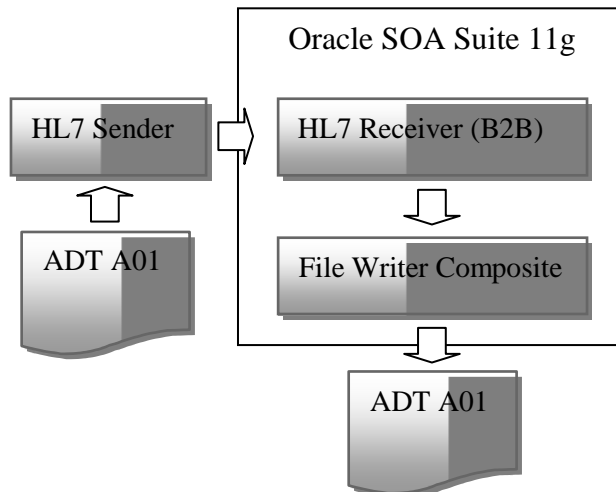 Oracle SOA Suite 11g
HL7 Sender
HL7 Receiver (B2B)
ADT A01
File Writer Composite
ADT A01